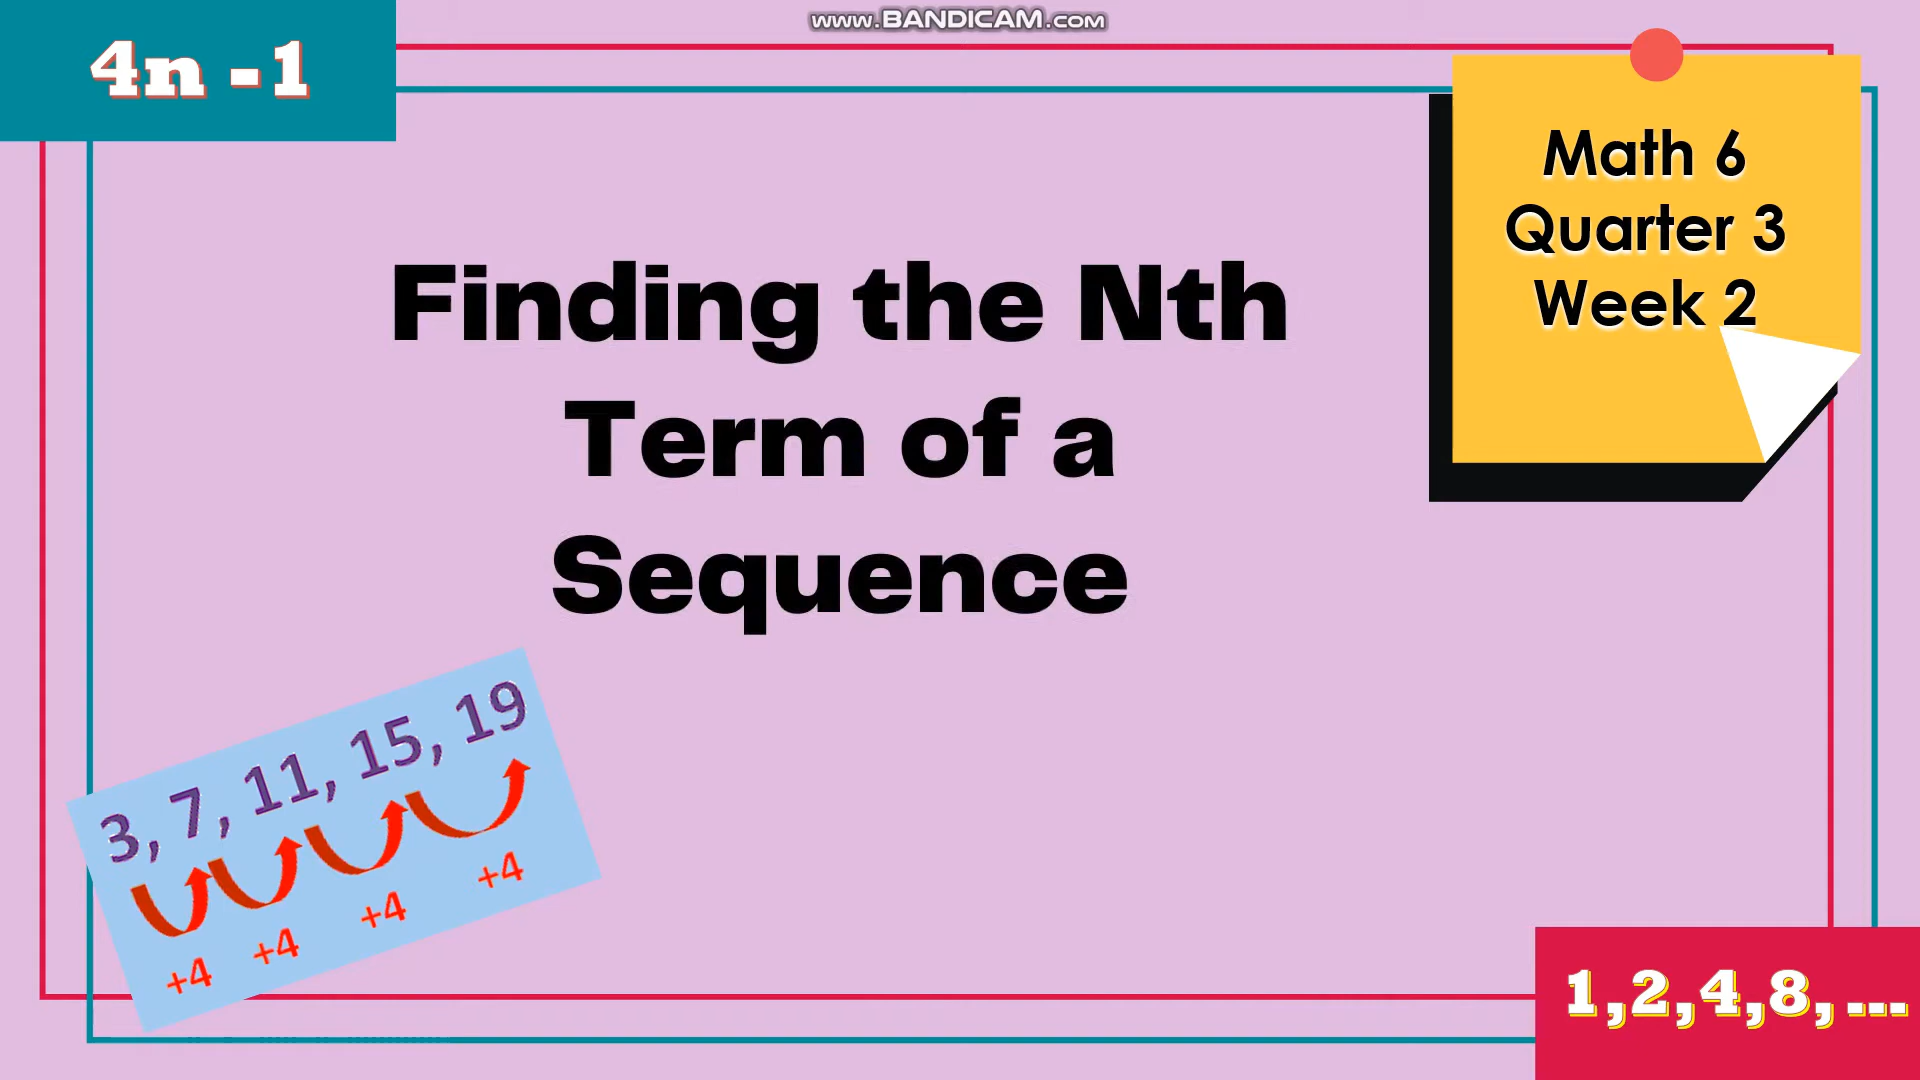 www.BANDICAM.com
4n -1
Math 6
Quarter 3
Week 2
Finding the Nth
Term of a
Sequence
3, 7, 11, 15, 19
+4 +4 +4 +4
1,2,4,8,...